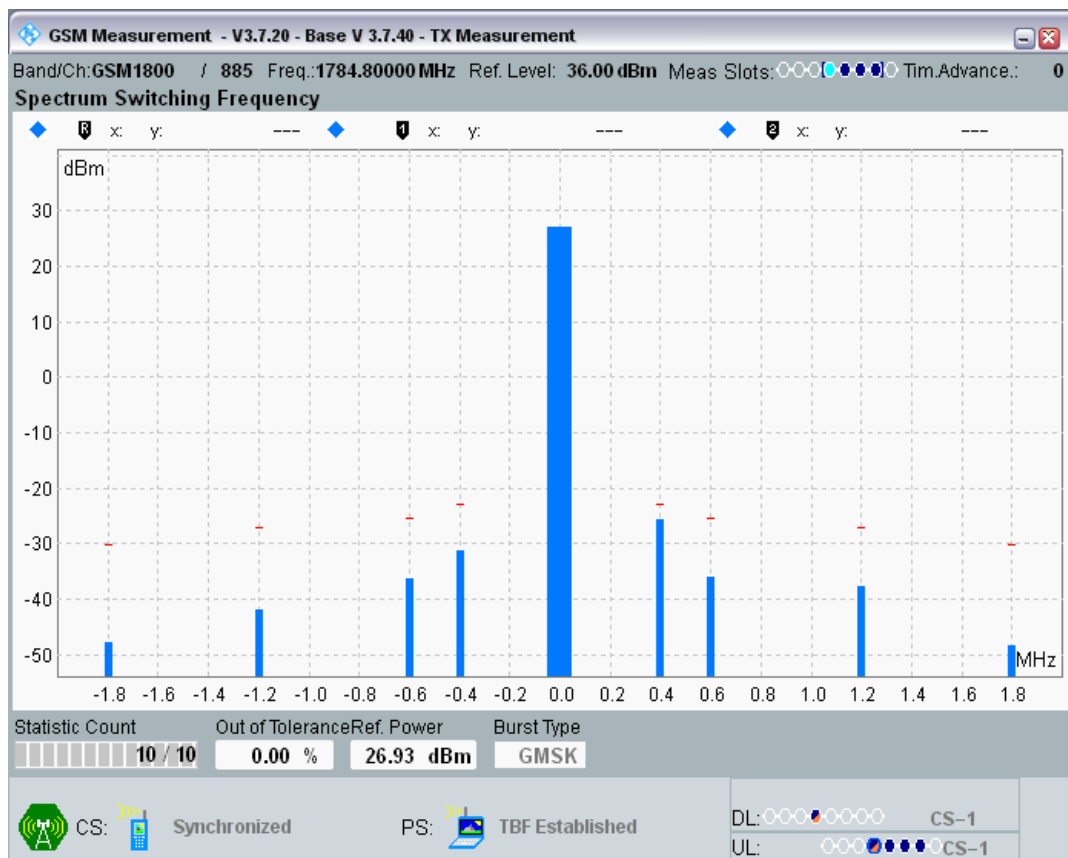 GSM Measurement - V3.7.20 - Base V 3.7.40 - TX Measurement
Band/Ch:GSM1800 / 885 Freq.:1784.80000 MHz Ref. Level: 36.00 dBm Meas Slots: Tim.Advance.: 0
Spectrum Switching Frequency
R x: y: --- 1 x: y: --- 2 x: y: ---
dBm
30
20
10
0
-10
-20
-30
-40
-50
MHz
-1.8 -1.6 -1.4 -1.2 -1.0 -0.8 -0.6 -0.4 -0.2 0.0 0.2 0.4 0.6 0.8 1.0 1.2 1.4 1.6 1.8
Statistic Count Out of Tolerance Ref. Power Burst Type
10 / 10 0.00 % 26.93 dBm GMSK
CS: Synchronized PS: TBF Established
DL: CS-1
UL: CS-1